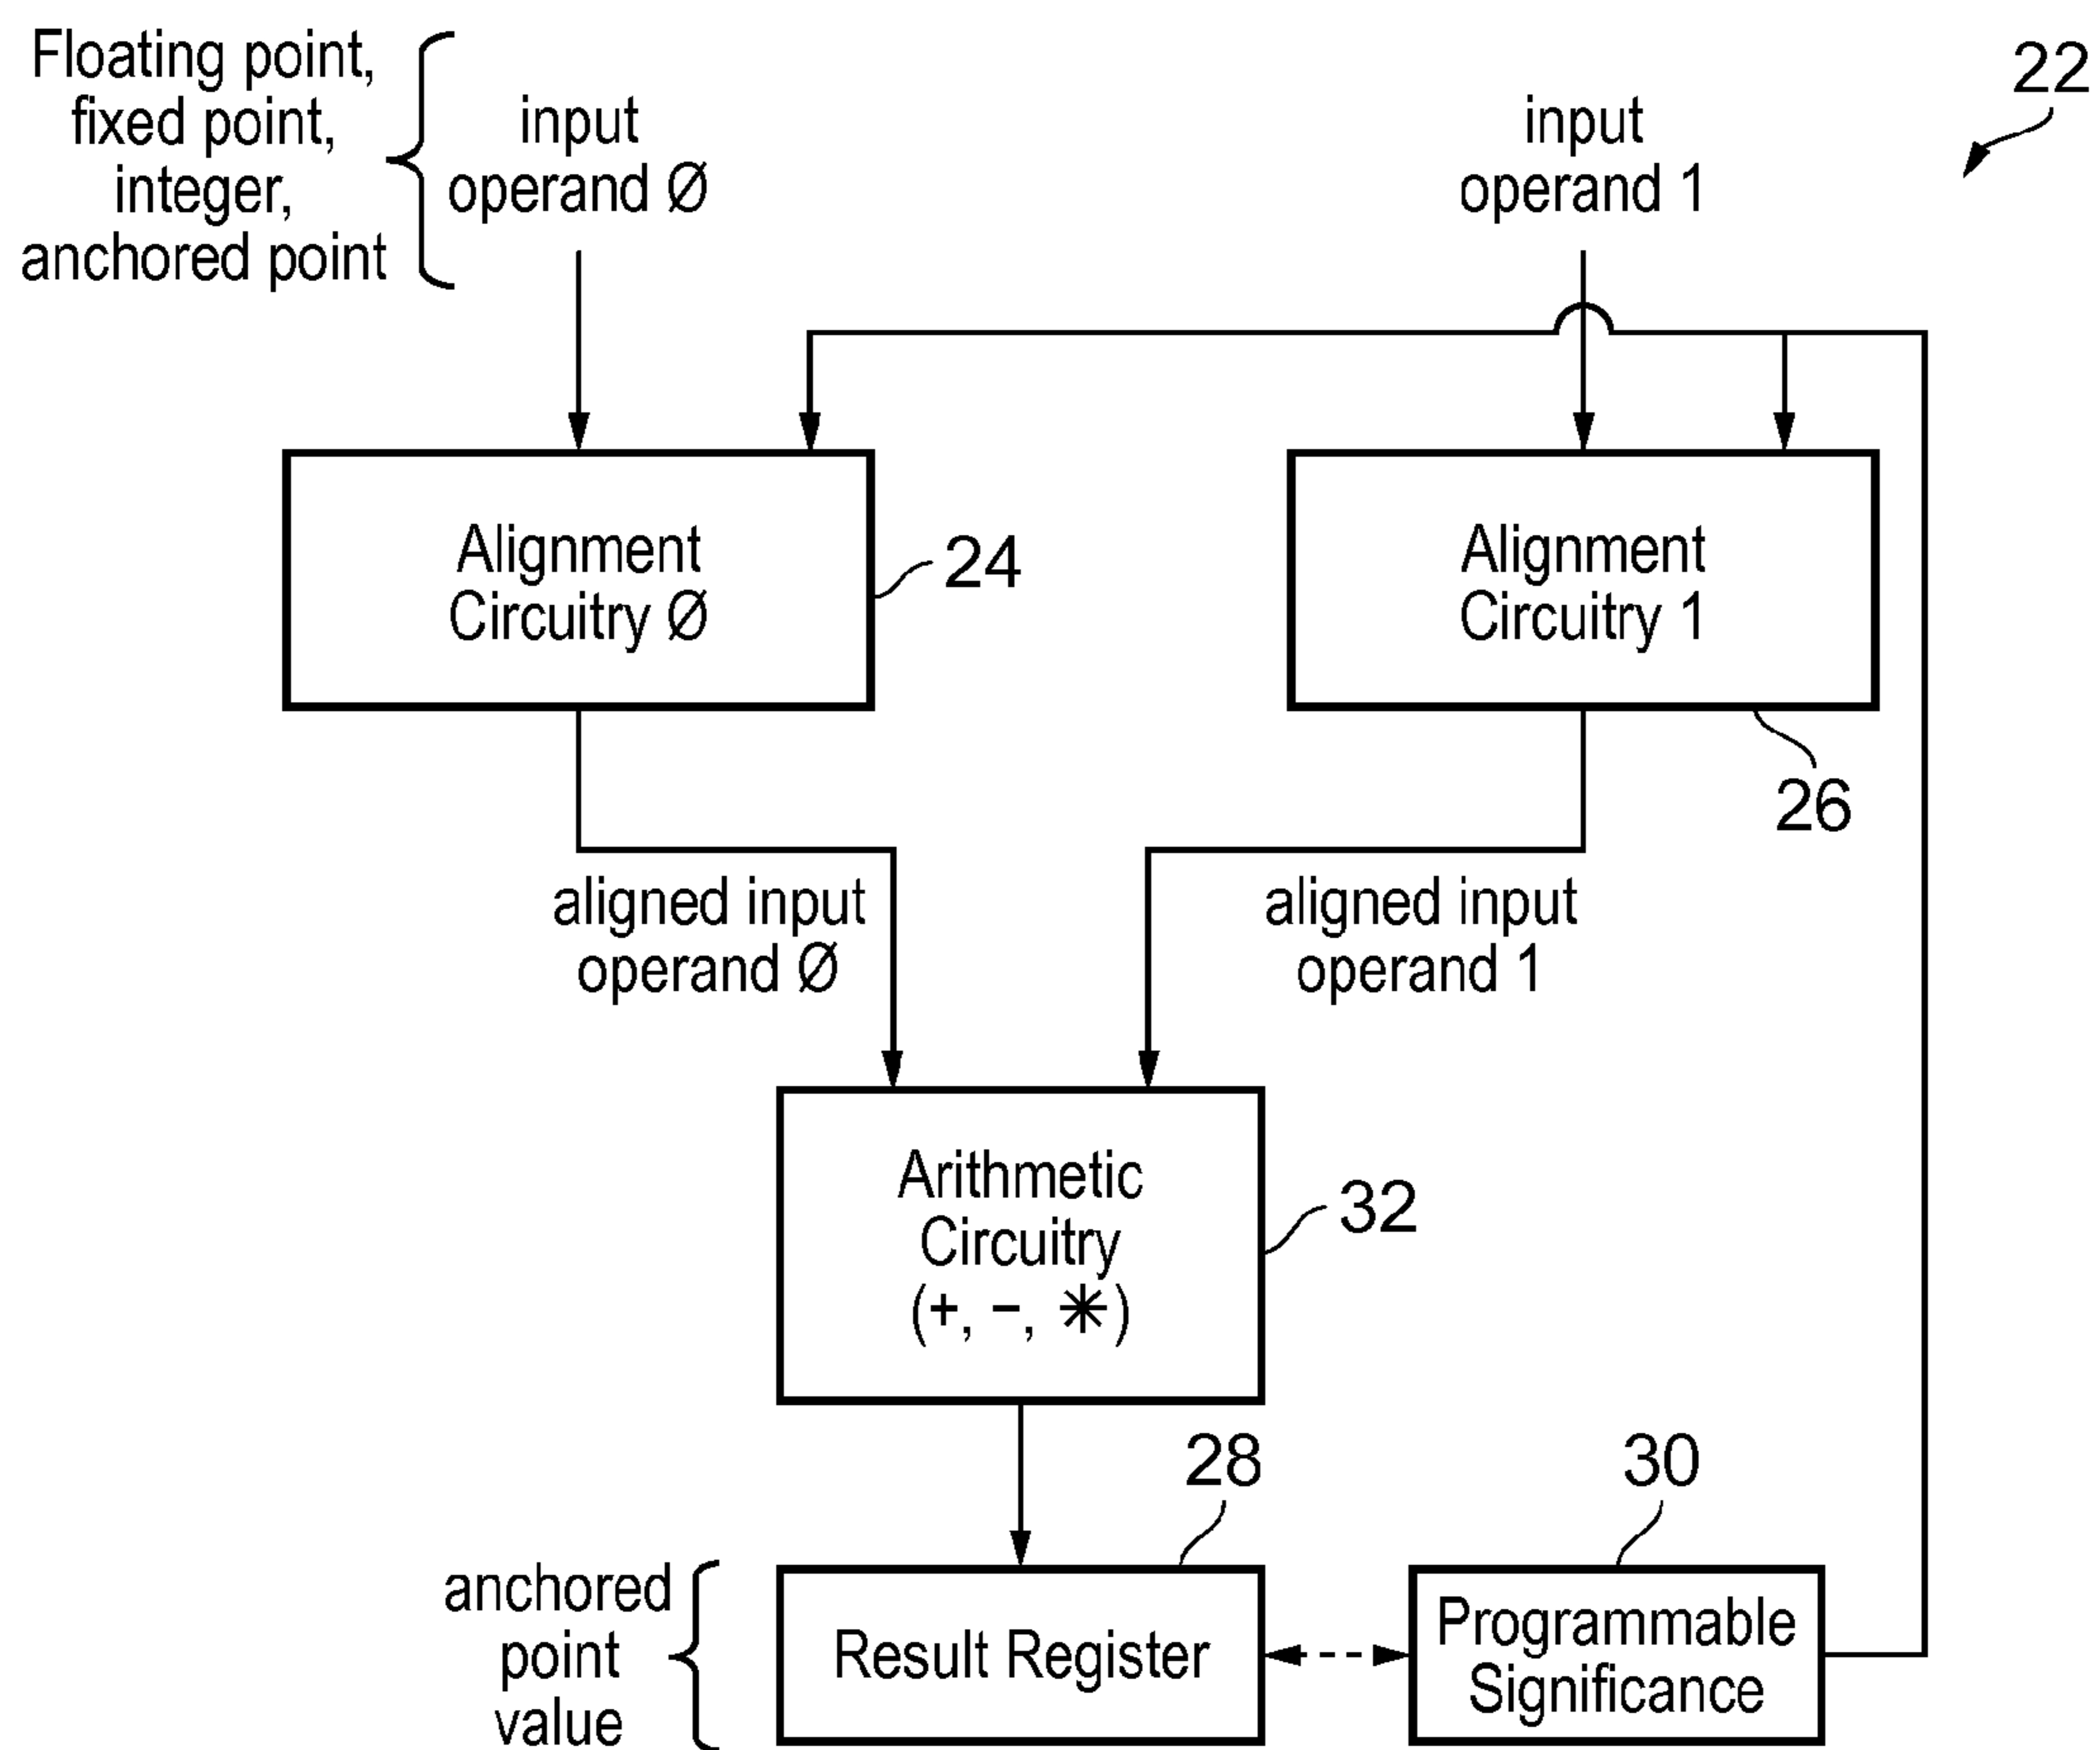 Floating point,
fixed point,
integer,
anchored point
input
operand Ø
input
operand 1
22
Alignment
Circuitry Ø
24
Alignment
Circuitry 1
26
aligned input
operand Ø
aligned input
operand 1
Arithmetic
Circuitry
(+, −, ✳)
32
28
30
anchored
point
value
Result Register
Programmable
Significance